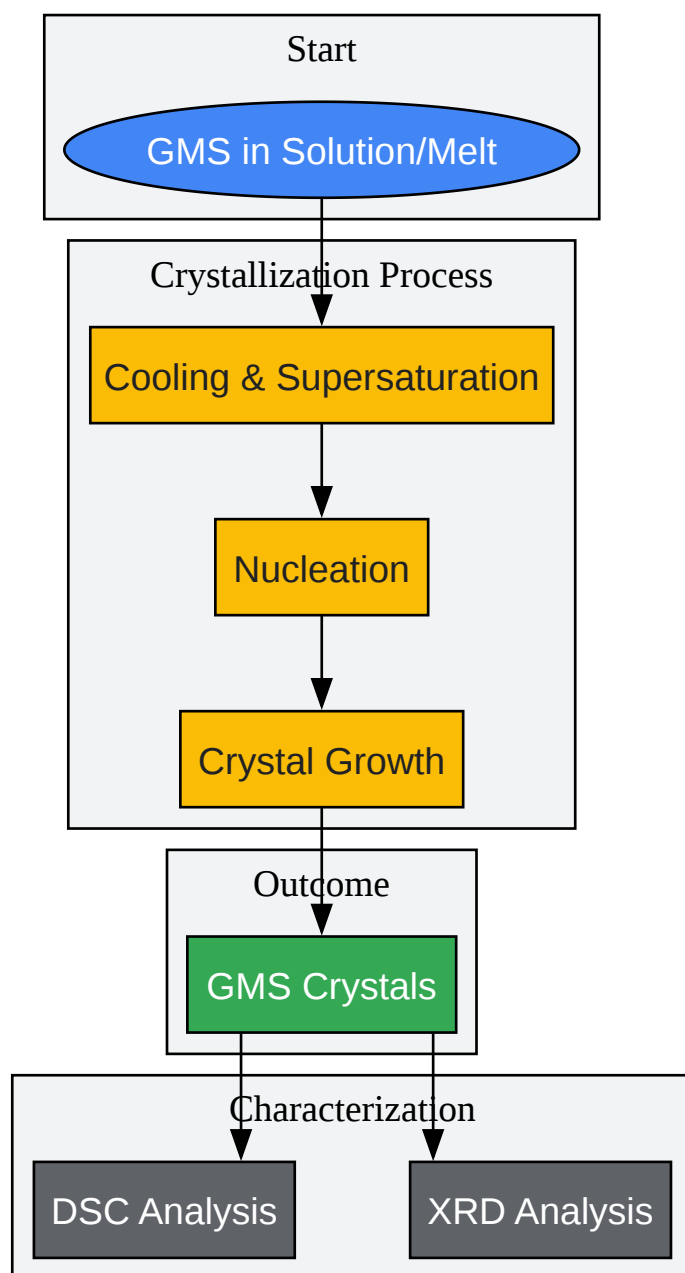 Start
GMS in Solution/Melt
Crystallization Process
Cooling & Supersaturation
Nucleation
Crystal Growth
Outcome
GMS Crystals
Characterization
DSC Analysis
XRD Analysis